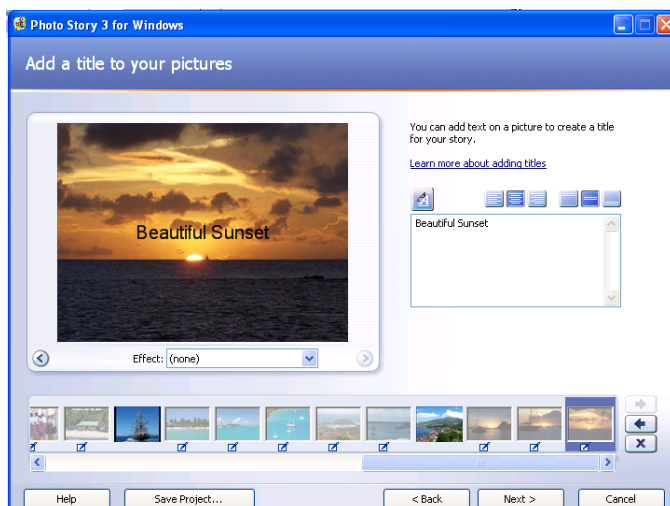 Photo Story 3 for Windows
Add a title to your pictures
Beautiful Sunset
Effect: (none)
You can add text on a picture to create a title
for your story.
Learn more about adding titles
Beautiful Sunset
Help
Save Project...
< Back
Next >
Cancel